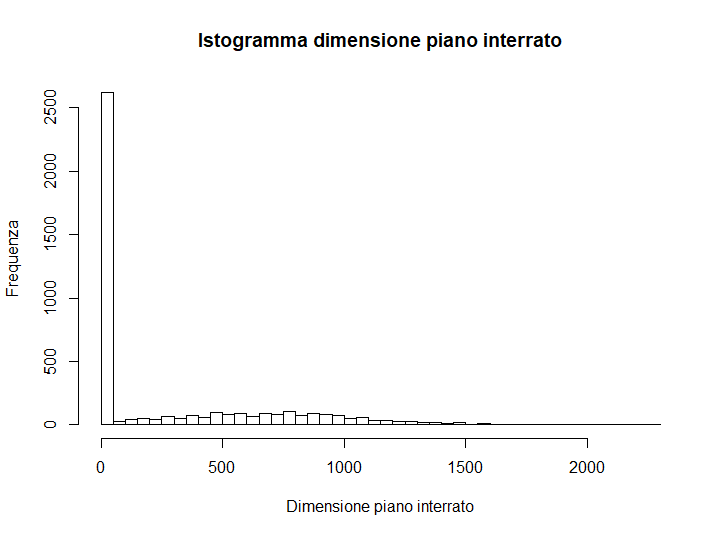 Istogramma dimensione piano interrato
Frequenza
2500
2000
1500
1000
500
0
0 500 1000 1500 2000
Dimensione piano interrato